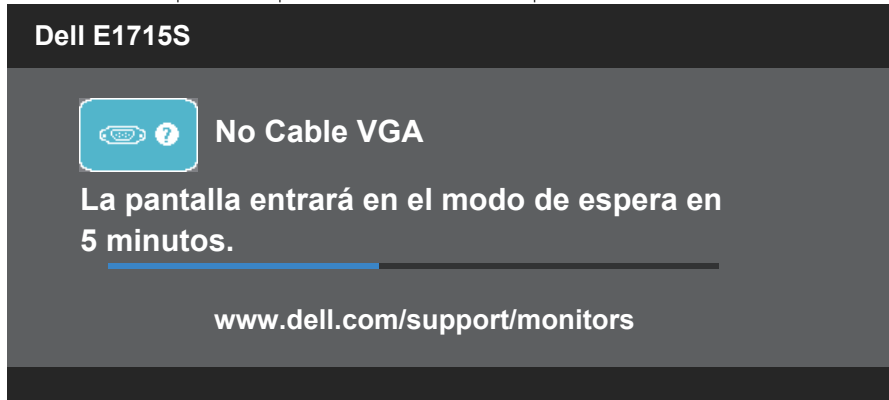 Dell E1715S
? No Cable VGA
La pantalla entrará en el modo de espera en
5 minutos.
www.dell.com/support/monitors